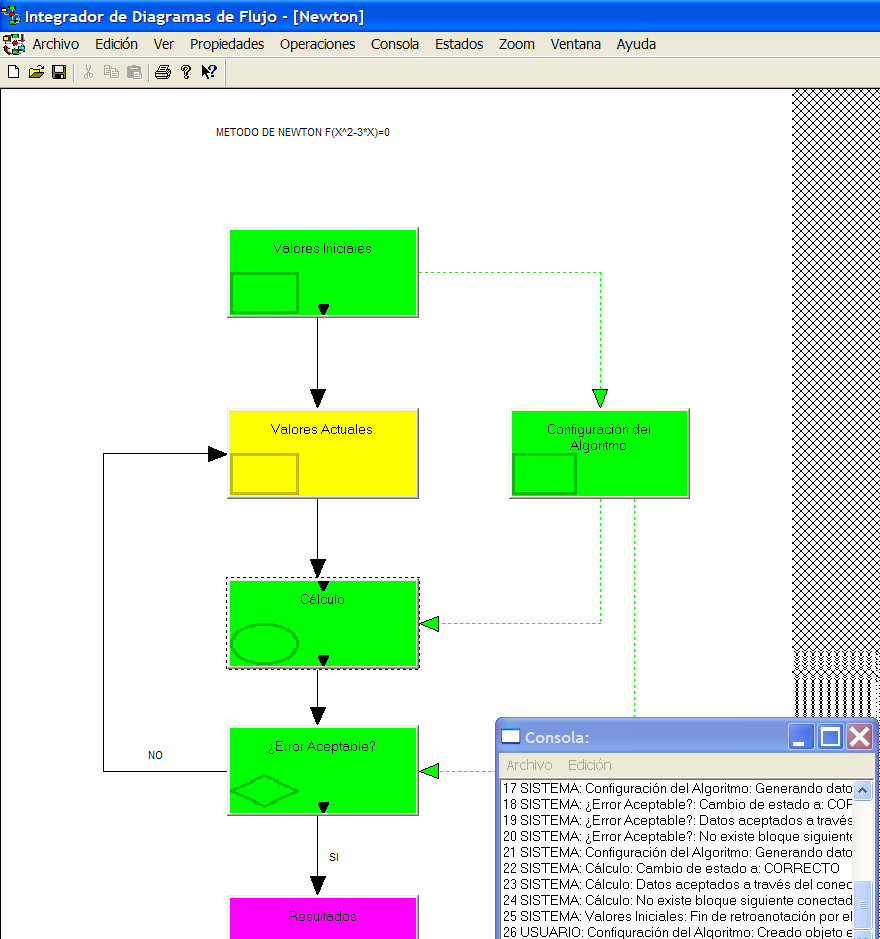 Integrador de Diagramas de Flujo - [Newton]
Archivo Edición Ver Propiedades Operaciones Consola Estados Zoom Ventana Ayuda
METODO DE NEWTON F(X^2-3*X)=0
Valores Iniciales
Valores Actuales
Configuración del
Algoritmo
Cálculo
¿Error Aceptable?
NO
SI
Resultados
Consola:
Archivo Edición
17 SISTEMA: Configuración del Algoritmo: Generando dato
18 SISTEMA: ¿Error Aceptable?: Cambio de estado a: COR
19 SISTEMA: ¿Error Aceptable?: Datos aceptados a través
20 SISTEMA: ¿Error Aceptable?: No existe bloque siguiente
21 SISTEMA: Configuración del Algoritmo: Generando dato
22 SISTEMA: Cálculo: Cambio de estado a: CORRECTO
23 SISTEMA: Cálculo: Datos aceptados a través del conec
24 SISTEMA: Cálculo: No existe bloque siguiente conectad
25 SISTEMA: Valores Iniciales: Fin de retroanotación por el
26 USUARIO: Configuración del Algoritmo: Creado objeto e